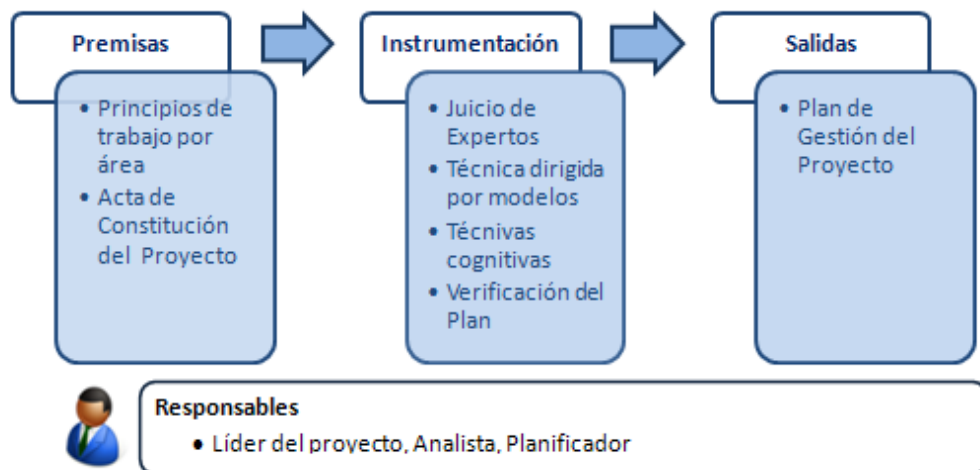 Premisas
• Principios de
trabajo por
área
• Acta de
Constitución
del Proyecto
Instrumentación
• Juicio de
Expertos
• Técnica dirigida
por modelos
• Técnivas
cognitivas
• Verificación del
Plan
Salidas
• Plan de
Gestión del
Proyecto
Responsables
• Líder del proyecto, Analista, Planificador